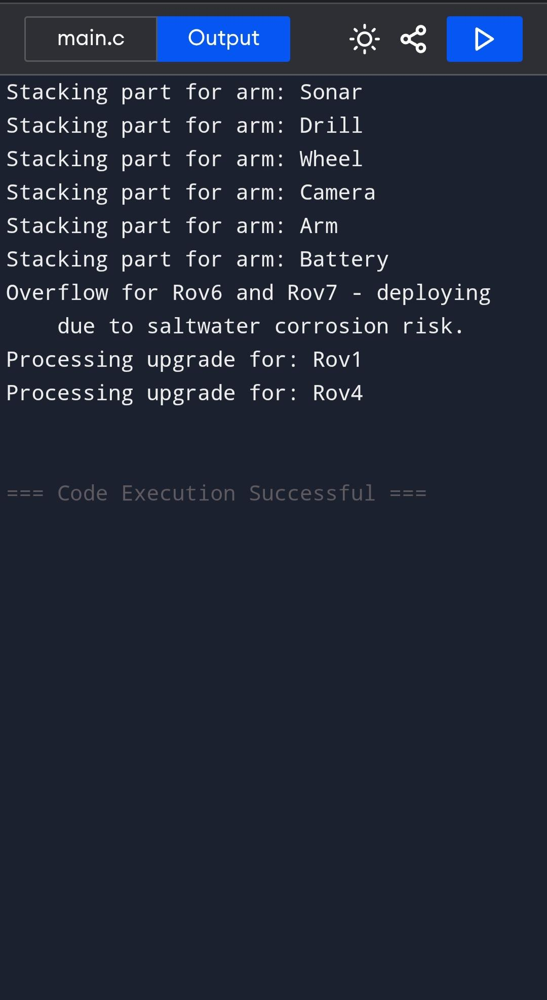 main.c Output
Stacking part for arm: Sonar
Stacking part for arm: Drill
Stacking part for arm: Wheel
Stacking part for arm: Camera
Stacking part for arm: Arm
Stacking part for arm: Battery
Overflow for Rov6 and Rov7 - deploying
due to saltwater corrosion risk.
Processing upgrade for: Rov1
Processing upgrade for: Rov4
=== Code Execution Successful ===